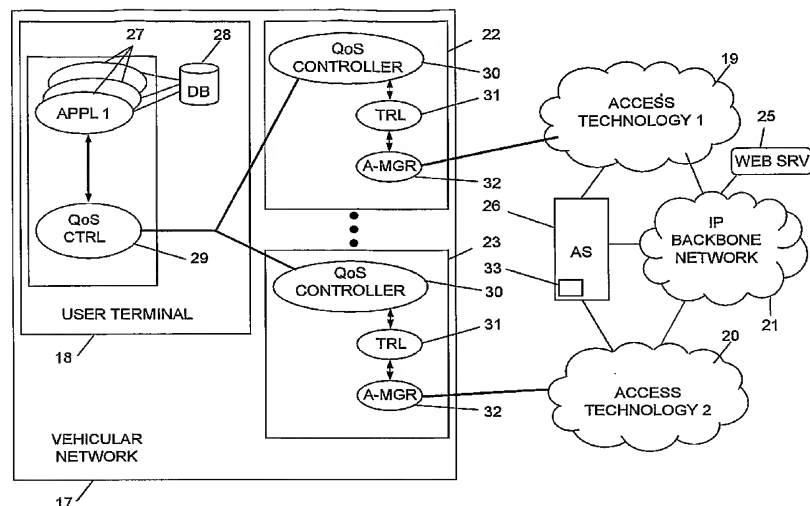 27
28
DB
APPL 1
QoS
CTRL
29
USER TERMINAL
18
VEHICULAR
NETWORK
17
22
QoS
CONTROLLER
30
TRL
31
A-MGR
32
23
QoS
CONTROLLER
30
TRL
31
A-MGR
32
19
ACCESS
TECHNOLOGY 1
25
WEB SRV
26
AS
33
IP
BACKBONE
NETWORK
21
20
ACCESS
TECHNOLOGY 2